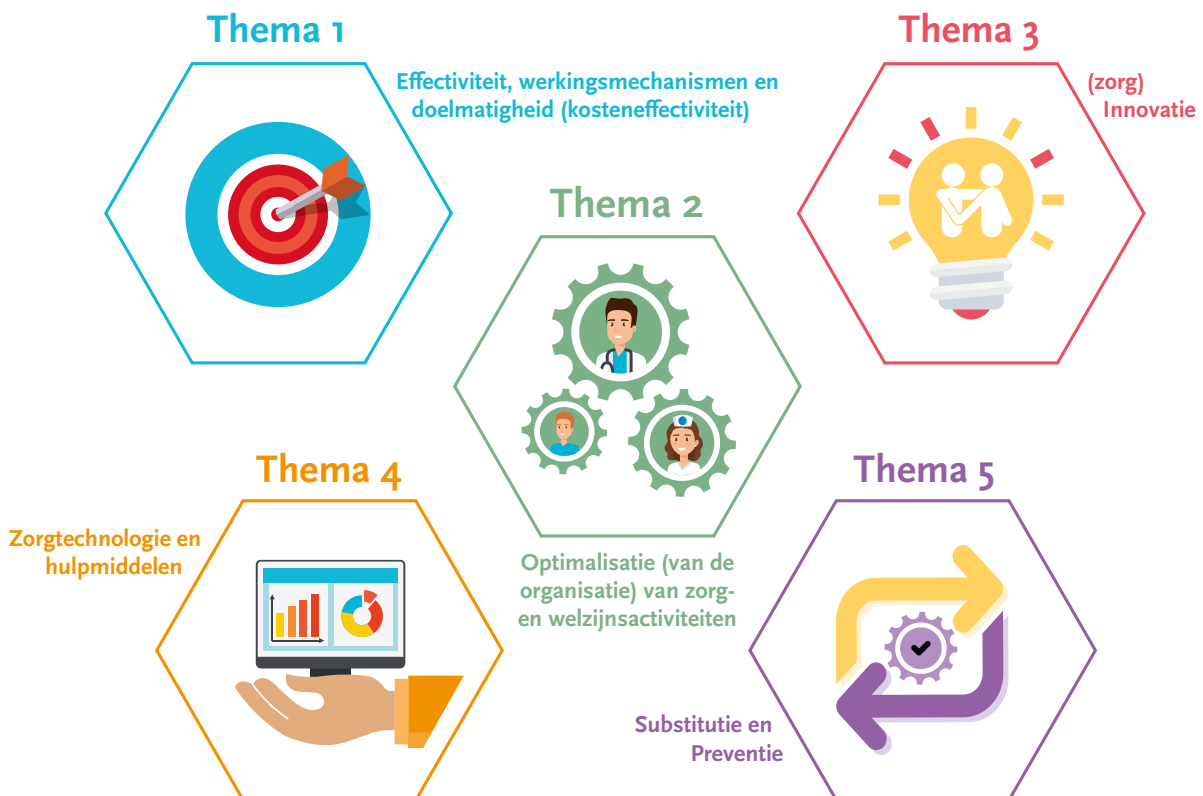 Thema 1
Effectiviteit, werkingsmechanismen en
doelmatigheid (kosteneffectiviteit)
Thema 2
Optimalisatie (van de
organisatie) van zorg-
en welzijnsactiviteiten
Thema 3
(zorg)
Innovatie
Thema 4
Zorgtechnologie en
hulpmiddelen
Thema 5
Substitutie en
Preventie